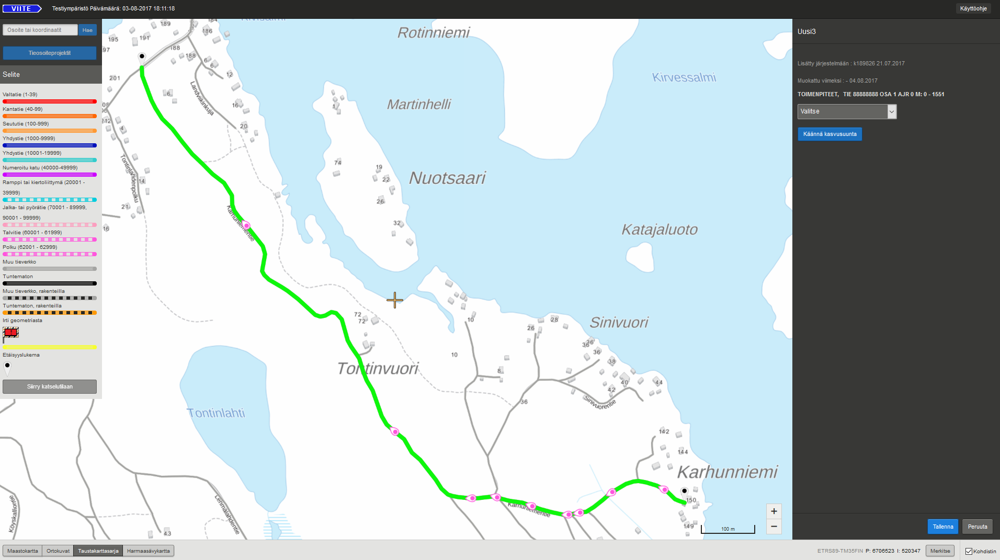 VIITE
Testiympäristö Päivämäärä: 03-08-2017 18:11:18
Käyttöohje
Osoite tai koordinaatit
Hae
Tieosoiteprojektit
Selite
Valtatie (1-39)
Kantatie (40-99)
Seututie (100-999)
Yhdystie (1000-9999)
Yhdystie (10001-19999)
Numeroitu katu (40000-49999)
Ramppi tai kiertoliittymä (20001 -
39999)
Jalka- tai pyörätie (70001 - 89999,
90001 - 99999)
Talvitie (60001 - 61999)
Polku (62001 - 62999)
Muu tieverkko
Tuntematon
Muu tieverkko, rakenteilla
Tuntematon, rakenteilla
Irti geometriasta
Etäisyyslukema
Siirry katselutilaan
Rotinniemi
Kirvessalmi
Martinhelli
Nuotsaari
Katajaluoto
Sinivuori
Tontinvuori
Tontinlahti
Karhunniemi
Landviikinkuja
Tontinlahdenpolku
Karhuniementie
Karhuniementie
Sinivuorentie
Lenmalahdentie
189
184
186
195
191
97
188
188
6
6
201
12
6
16
212
4
20
14
21
16
1
74
19
22
26
32
72
72
10
10
28
26
26
36
36
38
8
40
44
42
36
142
144
150
149
43
100 m
+
−
Uusi3
Lisätty järjestelmään : k189826 21.07.2017
Muokattu viimeksi : - 04.08.2017
TOIMENPITEET, TIE 88888888 OSA 1 AJR 0 M: 0 - 1551
Valitse
Käännä kasvusuunta
Tallenna
Peruuta
Maastokartta
Ortokuvat
Taustakarttasarja
Harmaasävykartta
ETRS89-TM35FIN P: 6706523 I: 520347
Merkitse
Kohdistin